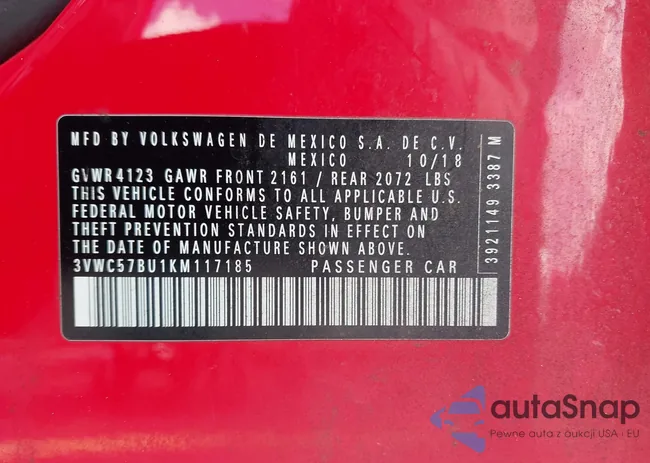 MFD BY VOLKSWAGEN DE MEXICO S.A. DE C.V.
MEXICO 10/18
GVWR4123 GAWR FRONT 2161 / REAR 2072 LBS
THIS VEHICLE CONFORMS TO ALL APPLICABLE U.S.
FEDERAL MOTOR VEHICLE SAFETY, BUMPER AND
THEFT PREVENTION STANDARDS IN EFFECT ON
THE DATE OF MANUFACTURE SHOWN ABOVE.
3VWC57BU1KM117185 PASSENGER CAR
39211149 3387 M
autaSnap
Pewne auta z aukcji USA i EU